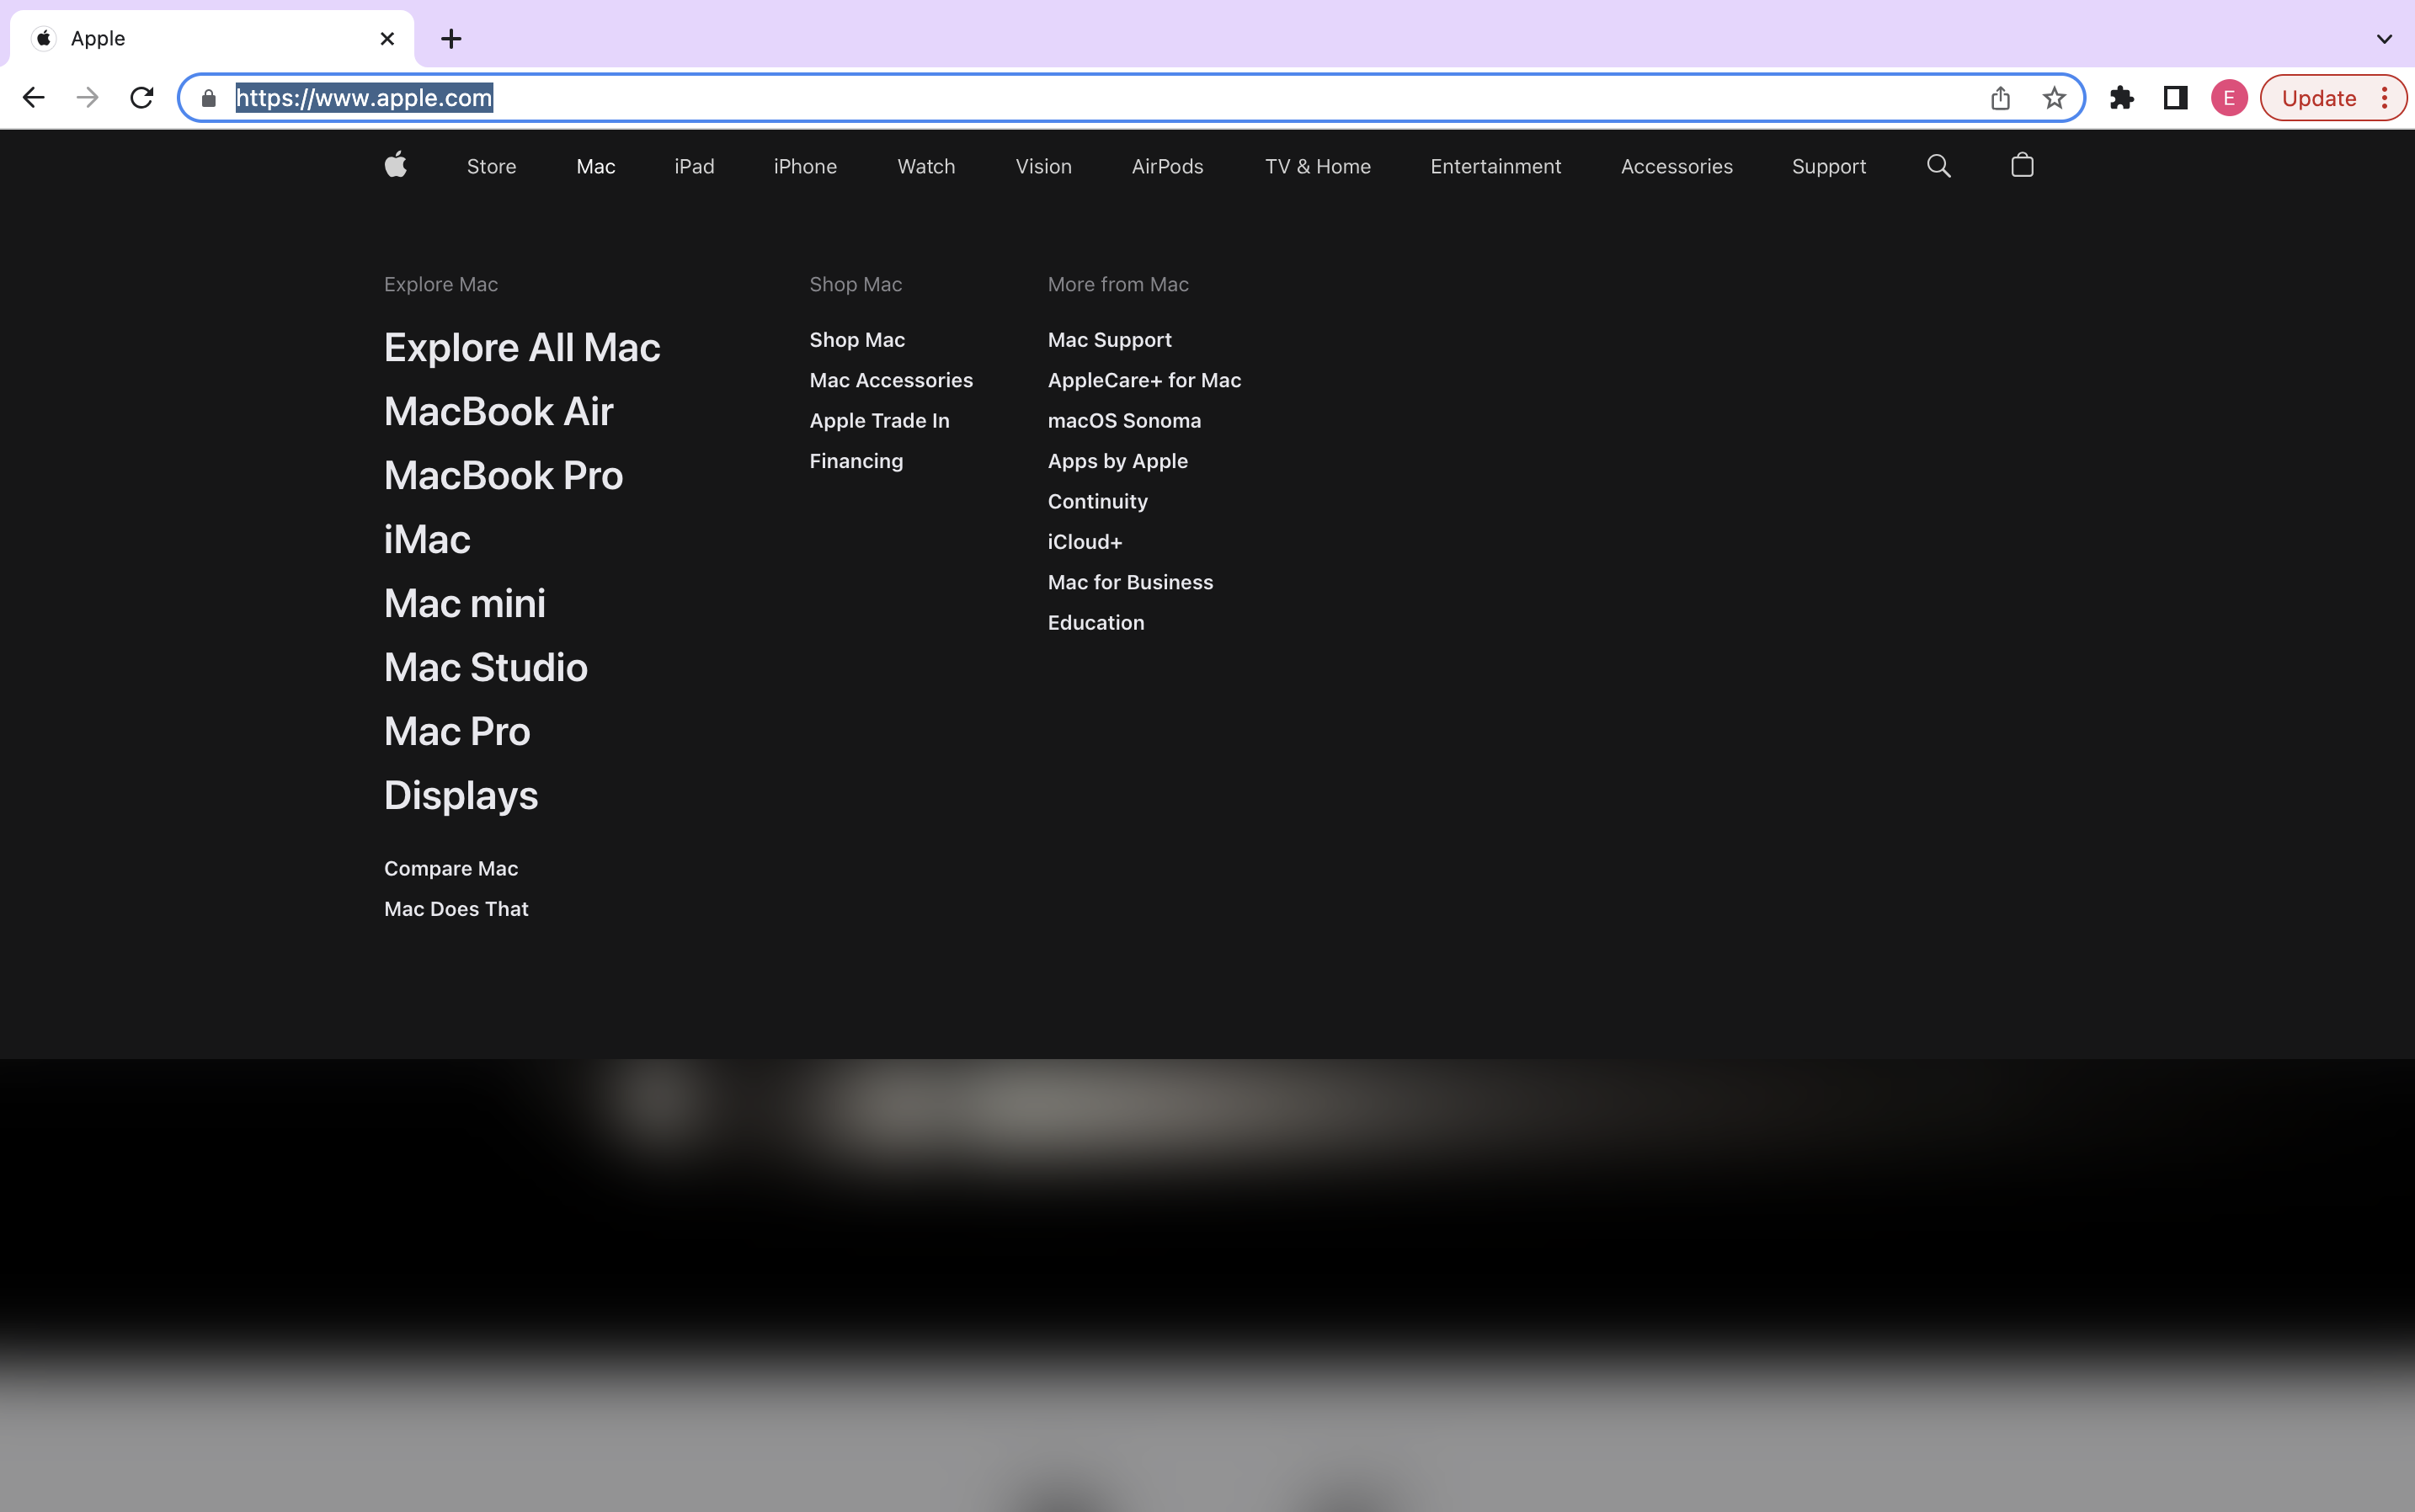 Apple
https://www.apple.com
E
Update
Store Mac iPad iPhone Watch Vision AirPods TV & Home Entertainment Accessories Support
Explore Mac
Explore All Mac
MacBook Air
MacBook Pro
iMac
Mac mini
Mac Studio
Mac Pro
Displays
Compare Mac
Mac Does That
Shop Mac
Shop Mac
Mac Accessories
Apple Trade In
Financing
More from Mac
Mac Support
AppleCare+ for Mac
macOS Sonoma
Apps by Apple
Continuity
iCloud+
Mac for Business
Education